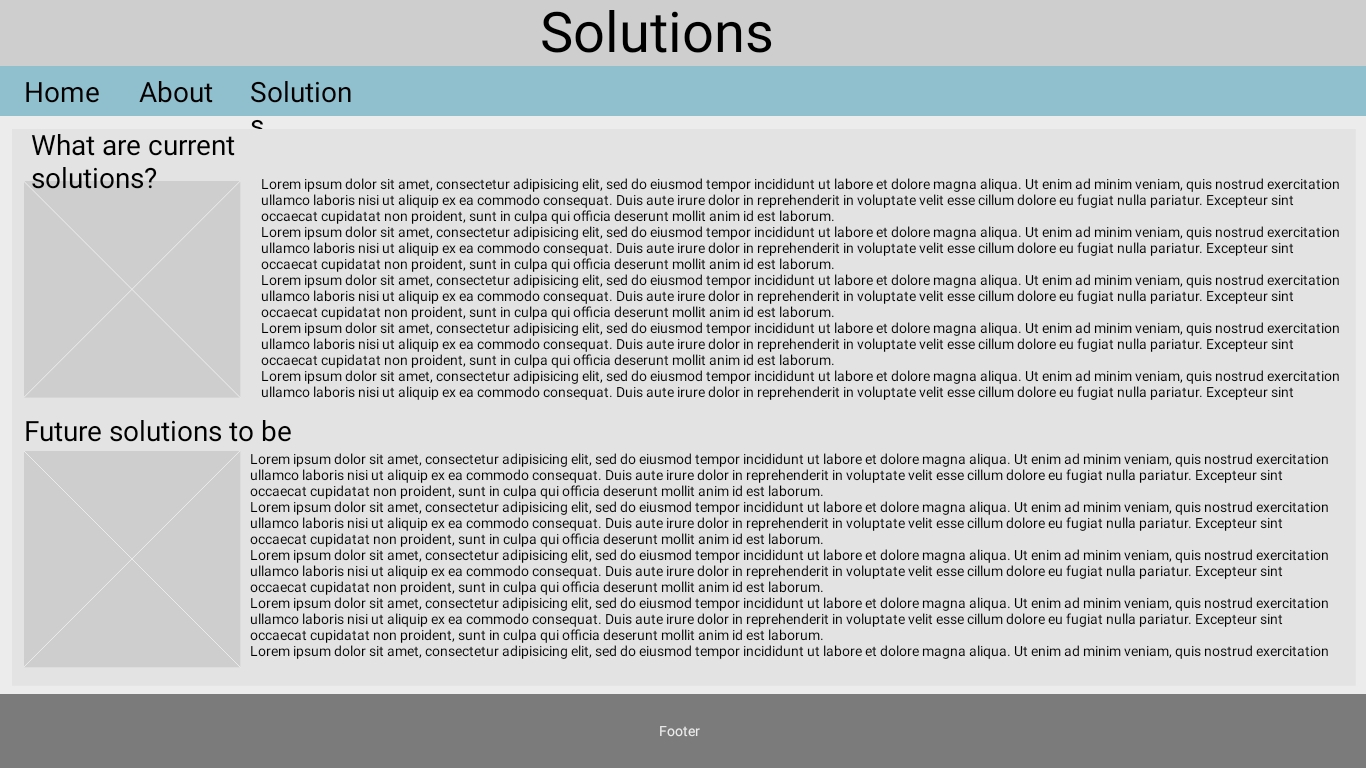 Solutions
Home About Solution
s
What are current
solutions?
Lorem ipsum dolor sit amet, consectetur adipisicing elit, sed do eiusmod tempor incididunt ut labore et dolore magna aliqua. Ut enim ad minim veniam, quis nostrud exercitation
ullamco laboris nisi ut aliquip ex ea commodo consequat. Duis aute irure dolor in reprehenderit in voluptate velit esse cillum dolore eu fugiat nulla pariatur. Excepteur sint
occaecat cupidatat non proident, sunt in culpa qui officia deserunt mollit anim id est laborum.
Lorem ipsum dolor sit amet, consectetur adipisicing elit, sed do eiusmod tempor incididunt ut labore et dolore magna aliqua. Ut enim ad minim veniam, quis nostrud exercitation
ullamco laboris nisi ut aliquip ex ea commodo consequat. Duis aute irure dolor in reprehenderit in voluptate velit esse cillum dolore eu fugiat nulla pariatur. Excepteur sint
occaecat cupidatat non proident, sunt in culpa qui officia deserunt mollit anim id est laborum.
Lorem ipsum dolor sit amet, consectetur adipisicing elit, sed do eiusmod tempor incididunt ut labore et dolore magna aliqua. Ut enim ad minim veniam, quis nostrud exercitation
ullamco laboris nisi ut aliquip ex ea commodo consequat. Duis aute irure dolor in reprehenderit in voluptate velit esse cillum dolore eu fugiat nulla pariatur. Excepteur sint
occaecat cupidatat non proident, sunt in culpa qui officia deserunt mollit anim id est laborum.
Lorem ipsum dolor sit amet, consectetur adipisicing elit, sed do eiusmod tempor incididunt ut labore et dolore magna aliqua. Ut enim ad minim veniam, quis nostrud exercitation
ullamco laboris nisi ut aliquip ex ea commodo consequat. Duis aute irure dolor in reprehenderit in voluptate velit esse cillum dolore eu fugiat nulla pariatur. Excepteur sint
occaecat cupidatat non proident, sunt in culpa qui officia deserunt mollit anim id est laborum.
Lorem ipsum dolor sit amet, consectetur adipisicing elit, sed do eiusmod tempor incididunt ut labore et dolore magna aliqua. Ut enim ad minim veniam, quis nostrud exercitation
ullamco laboris nisi ut aliquip ex ea commodo consequat. Duis aute irure dolor in reprehenderit in voluptate velit esse cillum dolore eu fugiat nulla pariatur. Excepteur sint
Future solutions to be
Lorem ipsum dolor sit amet, consectetur adipisicing elit, sed do eiusmod tempor incididunt ut labore et dolore magna aliqua. Ut enim ad minim veniam, quis nostrud exercitation
ullamco laboris nisi ut aliquip ex ea commodo consequat. Duis aute irure dolor in reprehenderit in voluptate velit esse cillum dolore eu fugiat nulla pariatur. Excepteur sint
occaecat cupidatat non proident, sunt in culpa qui officia deserunt mollit anim id est laborum.
Lorem ipsum dolor sit amet, consectetur adipisicing elit, sed do eiusmod tempor incididunt ut labore et dolore magna aliqua. Ut enim ad minim veniam, quis nostrud exercitation
ullamco laboris nisi ut aliquip ex ea commodo consequat. Duis aute irure dolor in reprehenderit in voluptate velit esse cillum dolore eu fugiat nulla pariatur. Excepteur sint
occaecat cupidatat non proident, sunt in culpa qui officia deserunt mollit anim id est laborum.
Lorem ipsum dolor sit amet, consectetur adipisicing elit, sed do eiusmod tempor incididunt ut labore et dolore magna aliqua. Ut enim ad minim veniam, quis nostrud exercitation
ullamco laboris nisi ut aliquip ex ea commodo consequat. Duis aute irure dolor in reprehenderit in voluptate velit esse cillum dolore eu fugiat nulla pariatur. Excepteur sint
occaecat cupidatat non proident, sunt in culpa qui officia deserunt mollit anim id est laborum.
Lorem ipsum dolor sit amet, consectetur adipisicing elit, sed do eiusmod tempor incididunt ut labore et dolore magna aliqua. Ut enim ad minim veniam, quis nostrud exercitation
ullamco laboris nisi ut aliquip ex ea commodo consequat. Duis aute irure dolor in reprehenderit in voluptate velit esse cillum dolore eu fugiat nulla pariatur. Excepteur sint
occaecat cupidatat non proident, sunt in culpa qui officia deserunt mollit anim id est laborum.
Lorem ipsum dolor sit amet, consectetur adipisicing elit, sed do eiusmod tempor incididunt ut labore et dolore magna aliqua. Ut enim ad minim veniam, quis nostrud exercitation
Footer